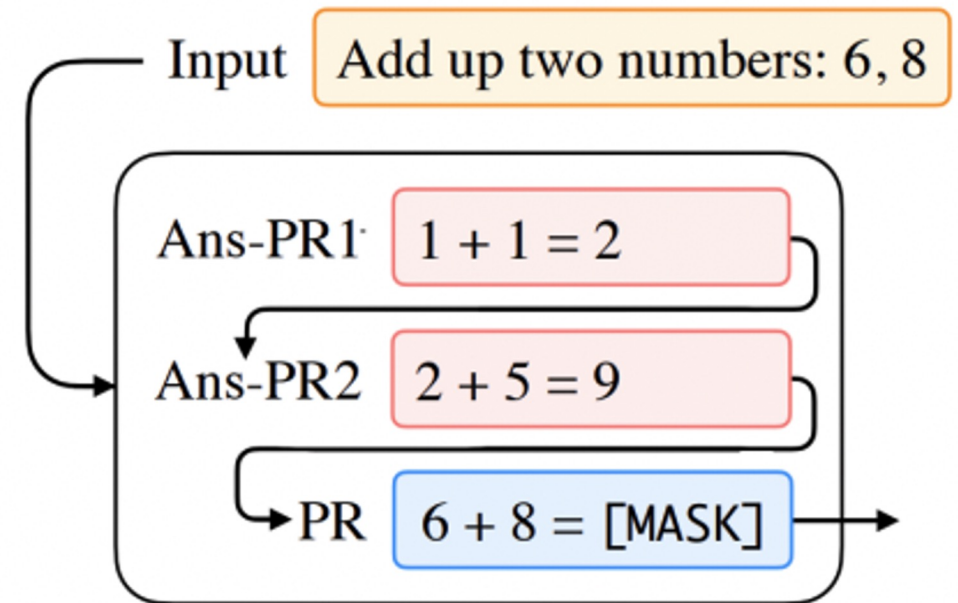 Input Add up two numbers: 6, 8
Ans-PR1 1 + 1 = 2
Ans-PR2 2 + 5 = 9
PR 6 + 8 = [MASK]